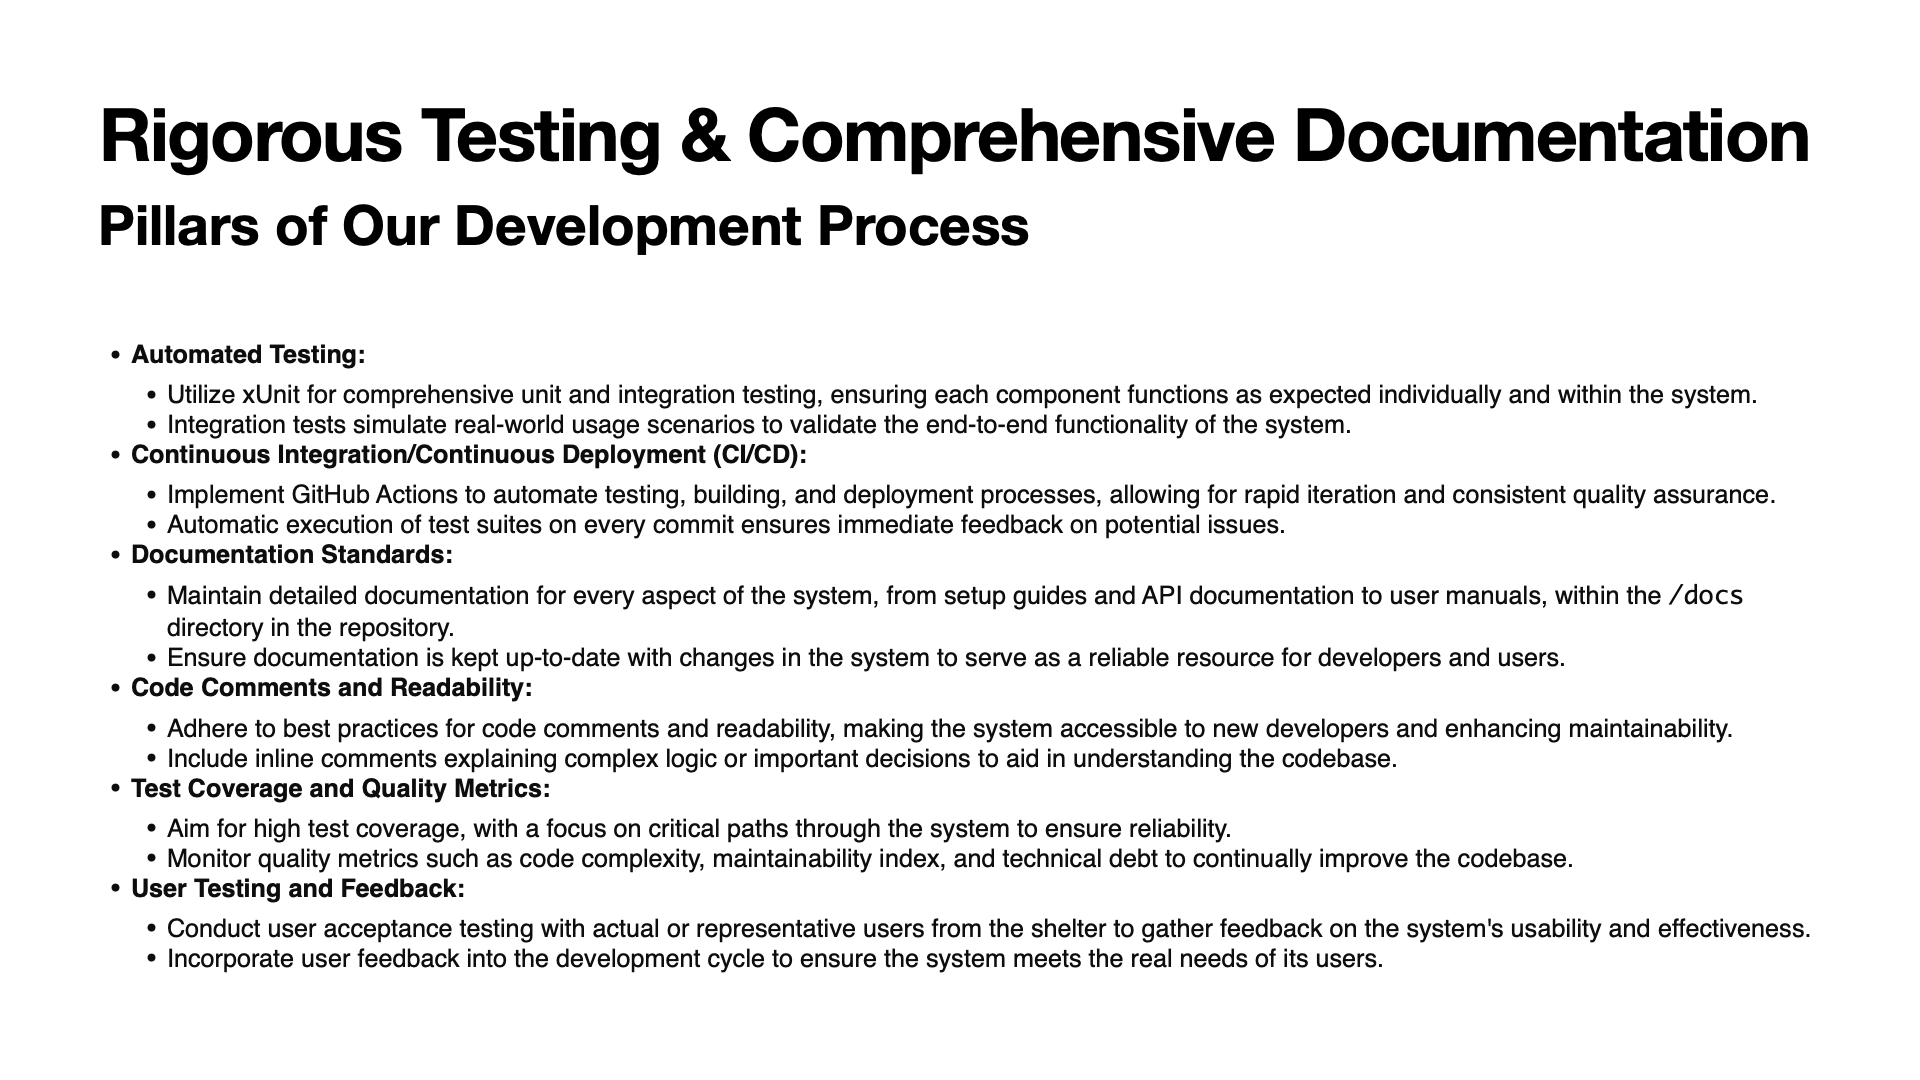 Rigorous Testing & Comprehensive Documentation
Pillars of Our Development Process
• Automated Testing:
• Utilize xUnit for comprehensive unit and integration testing, ensuring each component functions as expected individually and within the system.
• Integration tests simulate real-world usage scenarios to validate the end-to-end functionality of the system.
• Continuous Integration/Continuous Deployment (CI/CD):
• Implement GitHub Actions to automate testing, building, and deployment processes, allowing for rapid iteration and consistent quality assurance.
• Automatic execution of test suites on every commit ensures immediate feedback on potential issues.
• Documentation Standards:
• Maintain detailed documentation for every aspect of the system, from setup guides and API documentation to user manuals, within the /docs
directory in the repository.
• Ensure documentation is kept up-to-date with changes in the system to serve as a reliable resource for developers and users.
• Code Comments and Readability:
• Adhere to best practices for code comments and readability, making the system accessible to new developers and enhancing maintainability.
• Include inline comments explaining complex logic or important decisions to aid in understanding the codebase.
• Test Coverage and Quality Metrics:
• Aim for high test coverage, with a focus on critical paths through the system to ensure reliability.
• Monitor quality metrics such as code complexity, maintainability index, and technical debt to continually improve the codebase.
• User Testing and Feedback:
• Conduct user acceptance testing with actual or representative users from the shelter to gather feedback on the system's usability and effectiveness.
• Incorporate user feedback into the development cycle to ensure the system meets the real needs of its users.